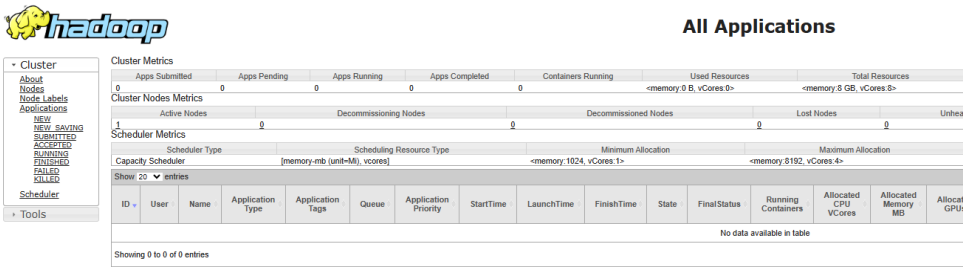 hadoop
All Applications
Cluster
About
Nodes
Node Labels
Applications
NEW
NEW_SAVING
SUBMITTED
ACCEPTED
RUNNING
FINISHED
FAILED
KILLED
Scheduler
Tools
Cluster Metrics
Apps Submitted Apps Pending Apps Running Apps Completed Containers Running Used Resources Total Resources
0 0 0 0 0 <memory:0 B, vCores:0> <memory:8 GB, vCores:8>
Cluster Nodes Metrics
Active Nodes Decommissioning Nodes Decommissioned Nodes Lost Nodes Unhea
1 0 0 0 0
Scheduler Metrics
Scheduler Type Scheduling Resource Type Minimum Allocation Maximum Allocation
Capacity Scheduler [memory-mb (unit=Mi), vcores] <memory:1024, vCores:1> <memory:8192, vCores:4>
Show 20 entries
ID User Name Application Type Application Tags Queue Application Priority StartTime LaunchTime FinishTime State FinalStatus Running Containers Allocated CPU VCores Allocated Memory MB Allocat GPUs
No data available in table
Showing 0 to 0 of 0 entries